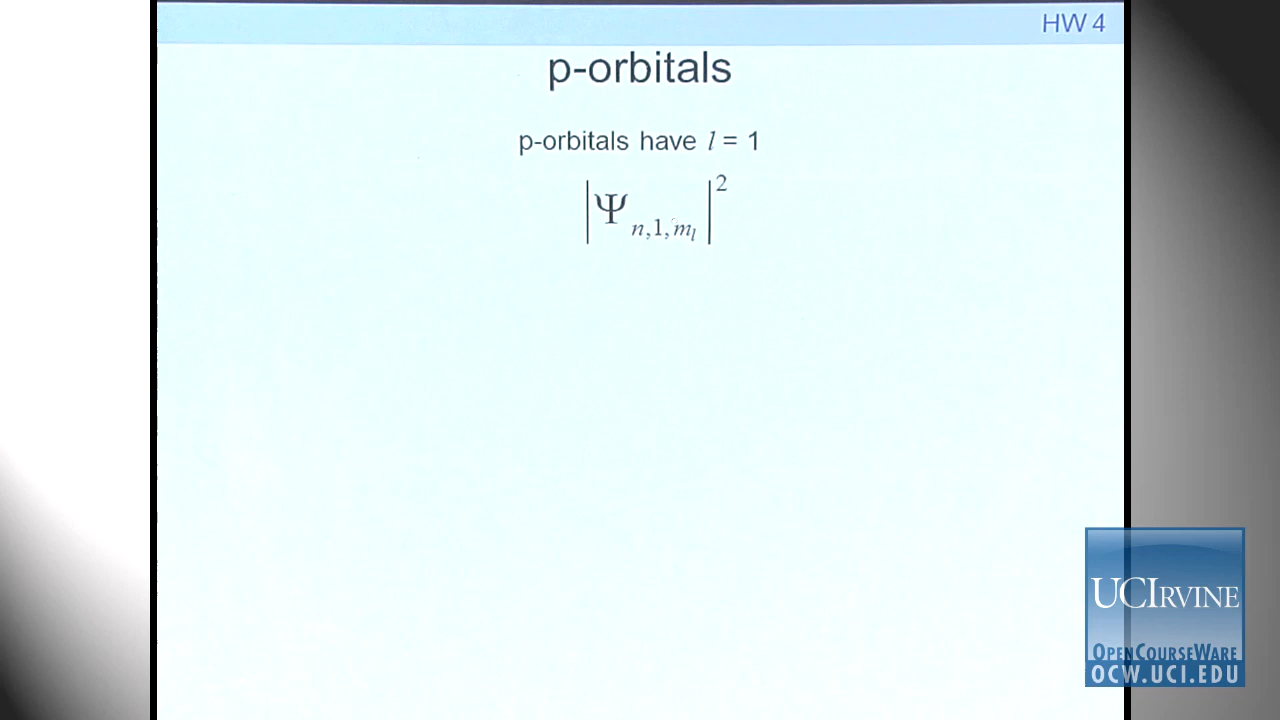 HW 4
p-orbitals
p-orbitals have l = 1
|Ψn,1,ml|2
UCIRVINE
OPENCOURSEWARE
OCW.UCI.EDU